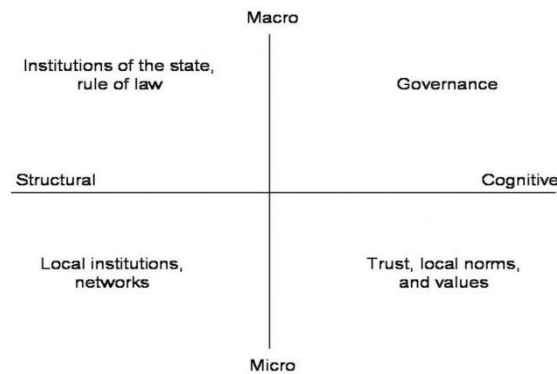 Macro
Institutions of the state,
rule of law
Governance
Structural
Cognitive
Local institutions,
networks
Trust, local norms,
and values
Micro